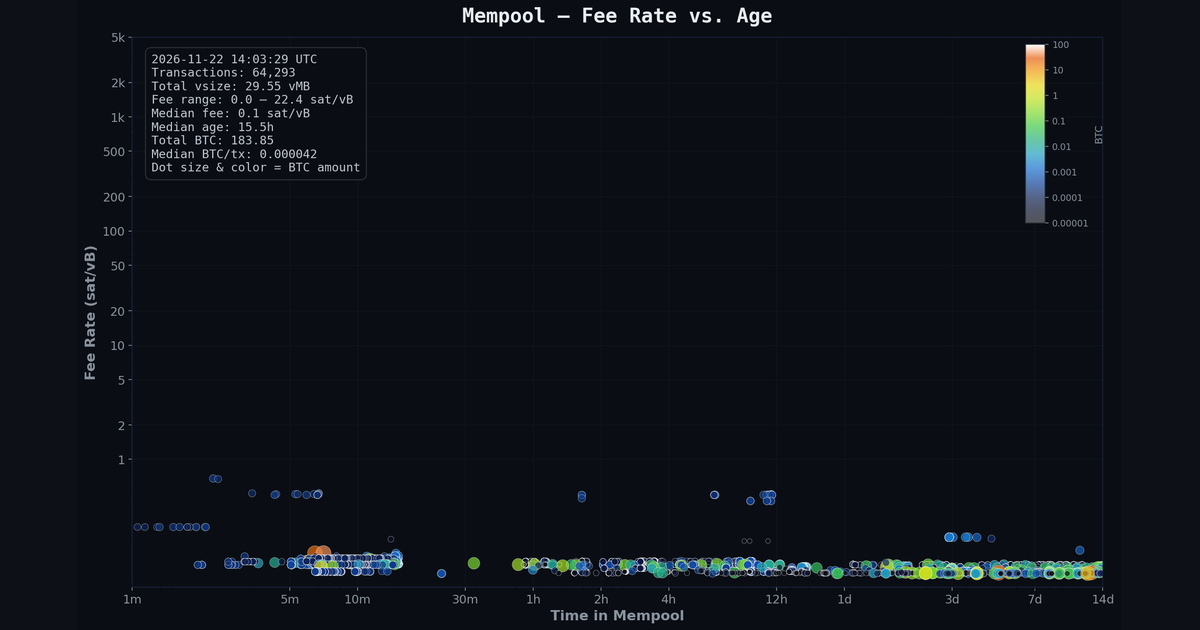 Mempool — Fee Rate vs. Age
2026-11-22 14:03:29 UTC
Transactions: 64,293
Total vsize: 29.55 vMB
Fee range: 0.0 – 22.4 sat/vB
Median fee: 0.1 sat/vB
Median age: 15.5h
Total BTC: 183.85
Median BTC/tx: 0.000042
Dot size & color = BTC amount
Fee Rate (sat/vB)
5k
2k
1k
500
200
100
50
20
10
5
2
1
100
10
1
0.1
0.01
0.001
0.0001
0.00001
BTC
1m 5m 10m 30m 1h 2h 4h 12h 1d 3d 7d 14d
Time in Mempool